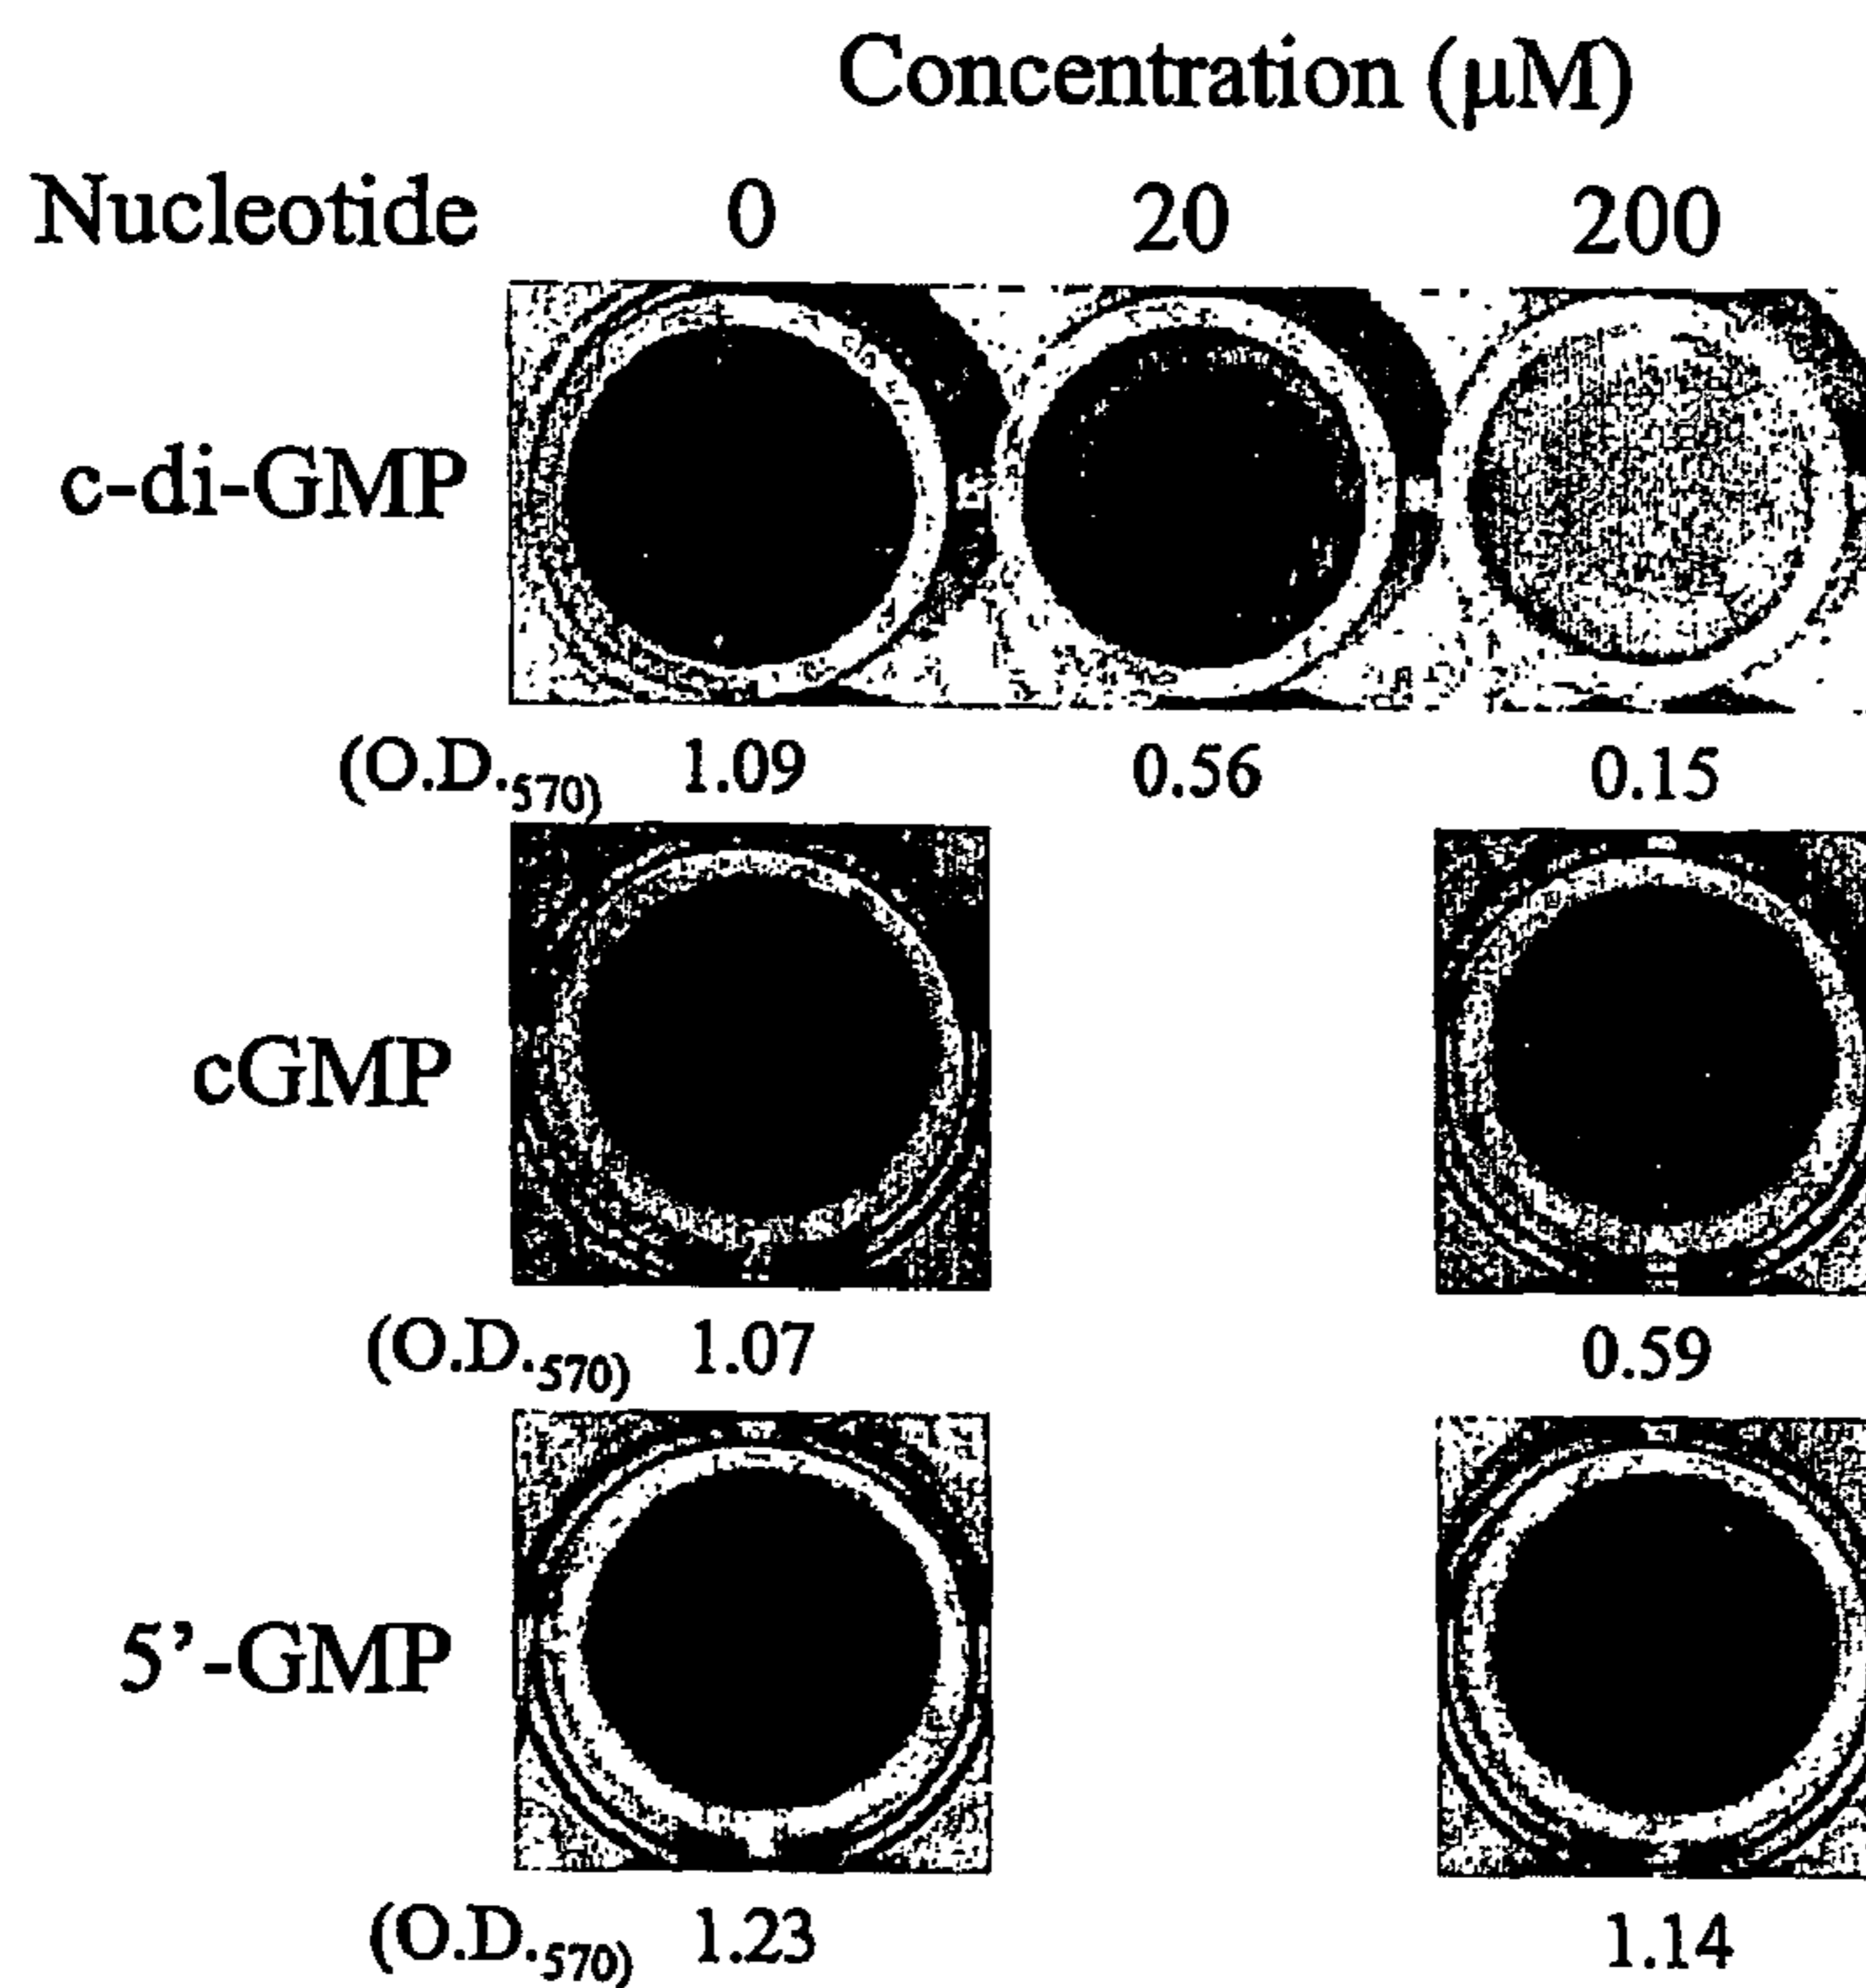 Concentration (μM)
Nucleotide 0 20 200
c-di-GMP
(O.D.570) 1.09 0.56 0.15
cGMP
(O.D.570) 1.07 0.59
5’-GMP
(O.D.570) 1.23 1.14